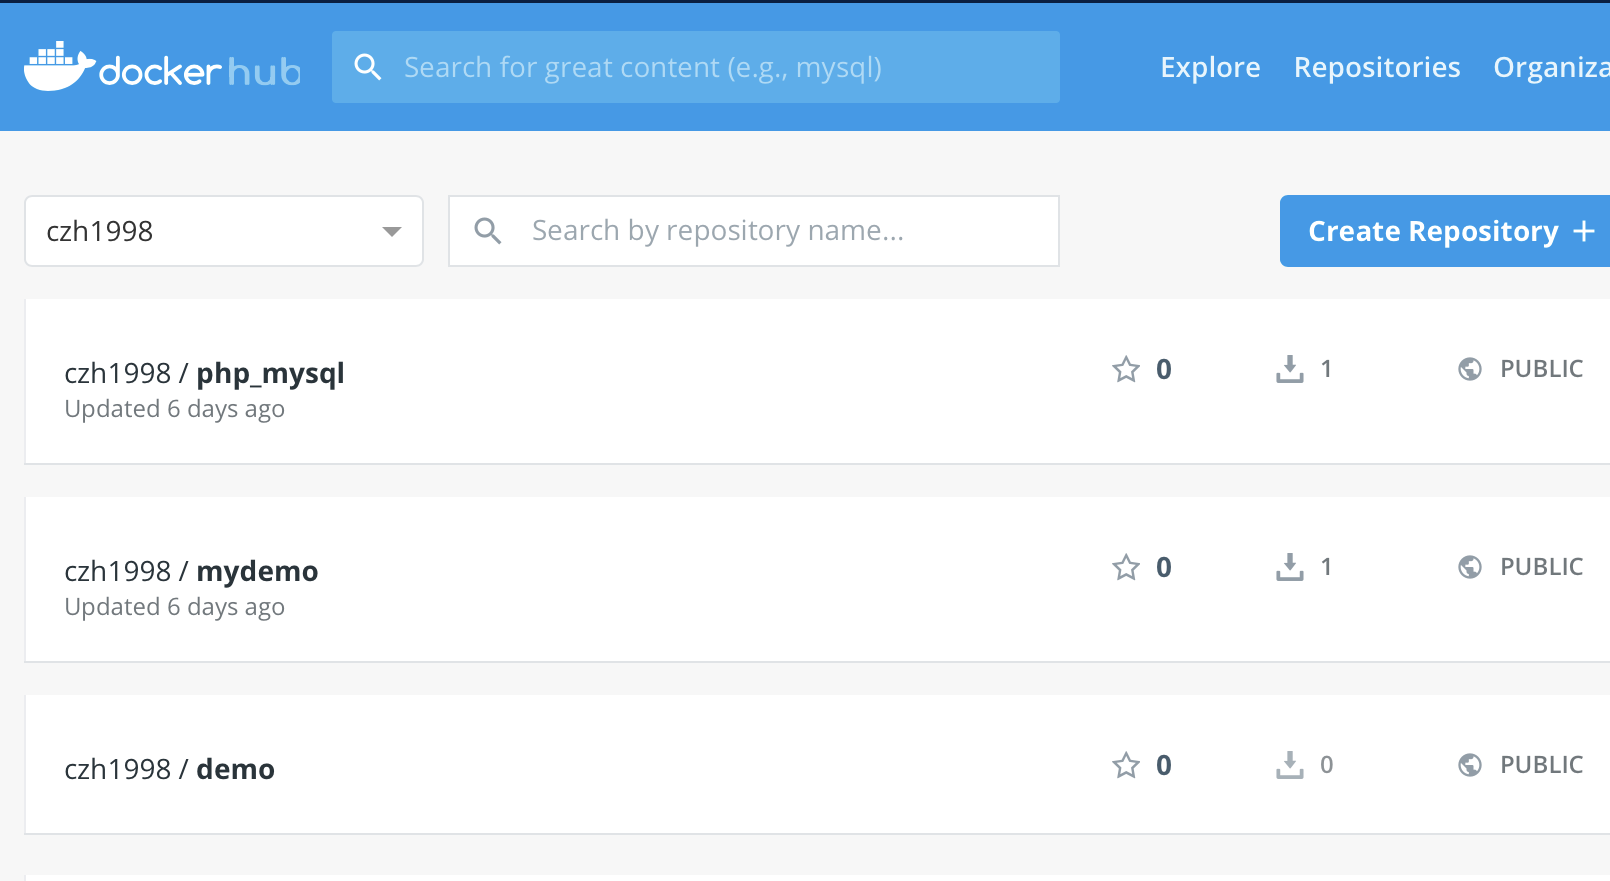 docker hub
Search for great content (e.g., mysql)
Explore
Repositories
Organiza
czh1998
Search by repository name...
Create Repository +
czh1998 / php_mysql
0
1
PUBLIC
Updated 6 days ago
czh1998 / mydemo
0
1
PUBLIC
Updated 6 days ago
czh1998 / demo
0
0
PUBLIC